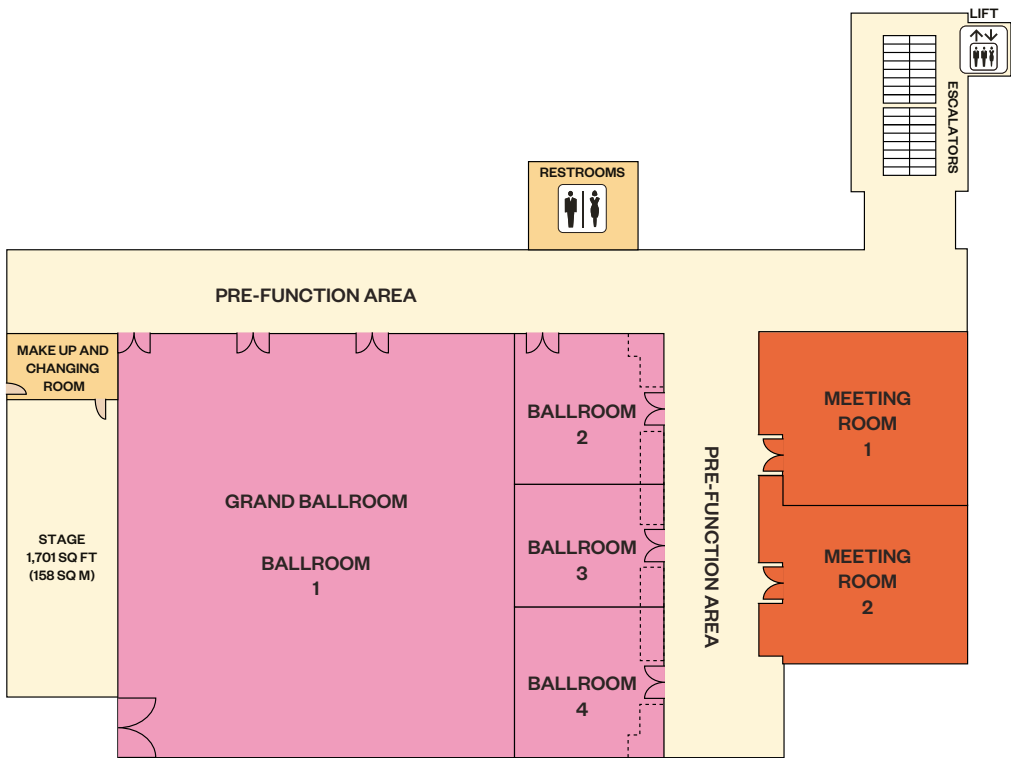 LIFT
ESCALATORS
RESTROOMS
PRE-FUNCTION AREA
MAKE UP AND
CHANGING
ROOM
STAGE
1,701 SQ FT
(158 SQ M)
GRAND BALLROOM
BALLROOM
1
BALLROOM
2
BALLROOM
3
BALLROOM
4
PRE-FUNCTION AREA
MEETING
ROOM
1
MEETING
ROOM
2